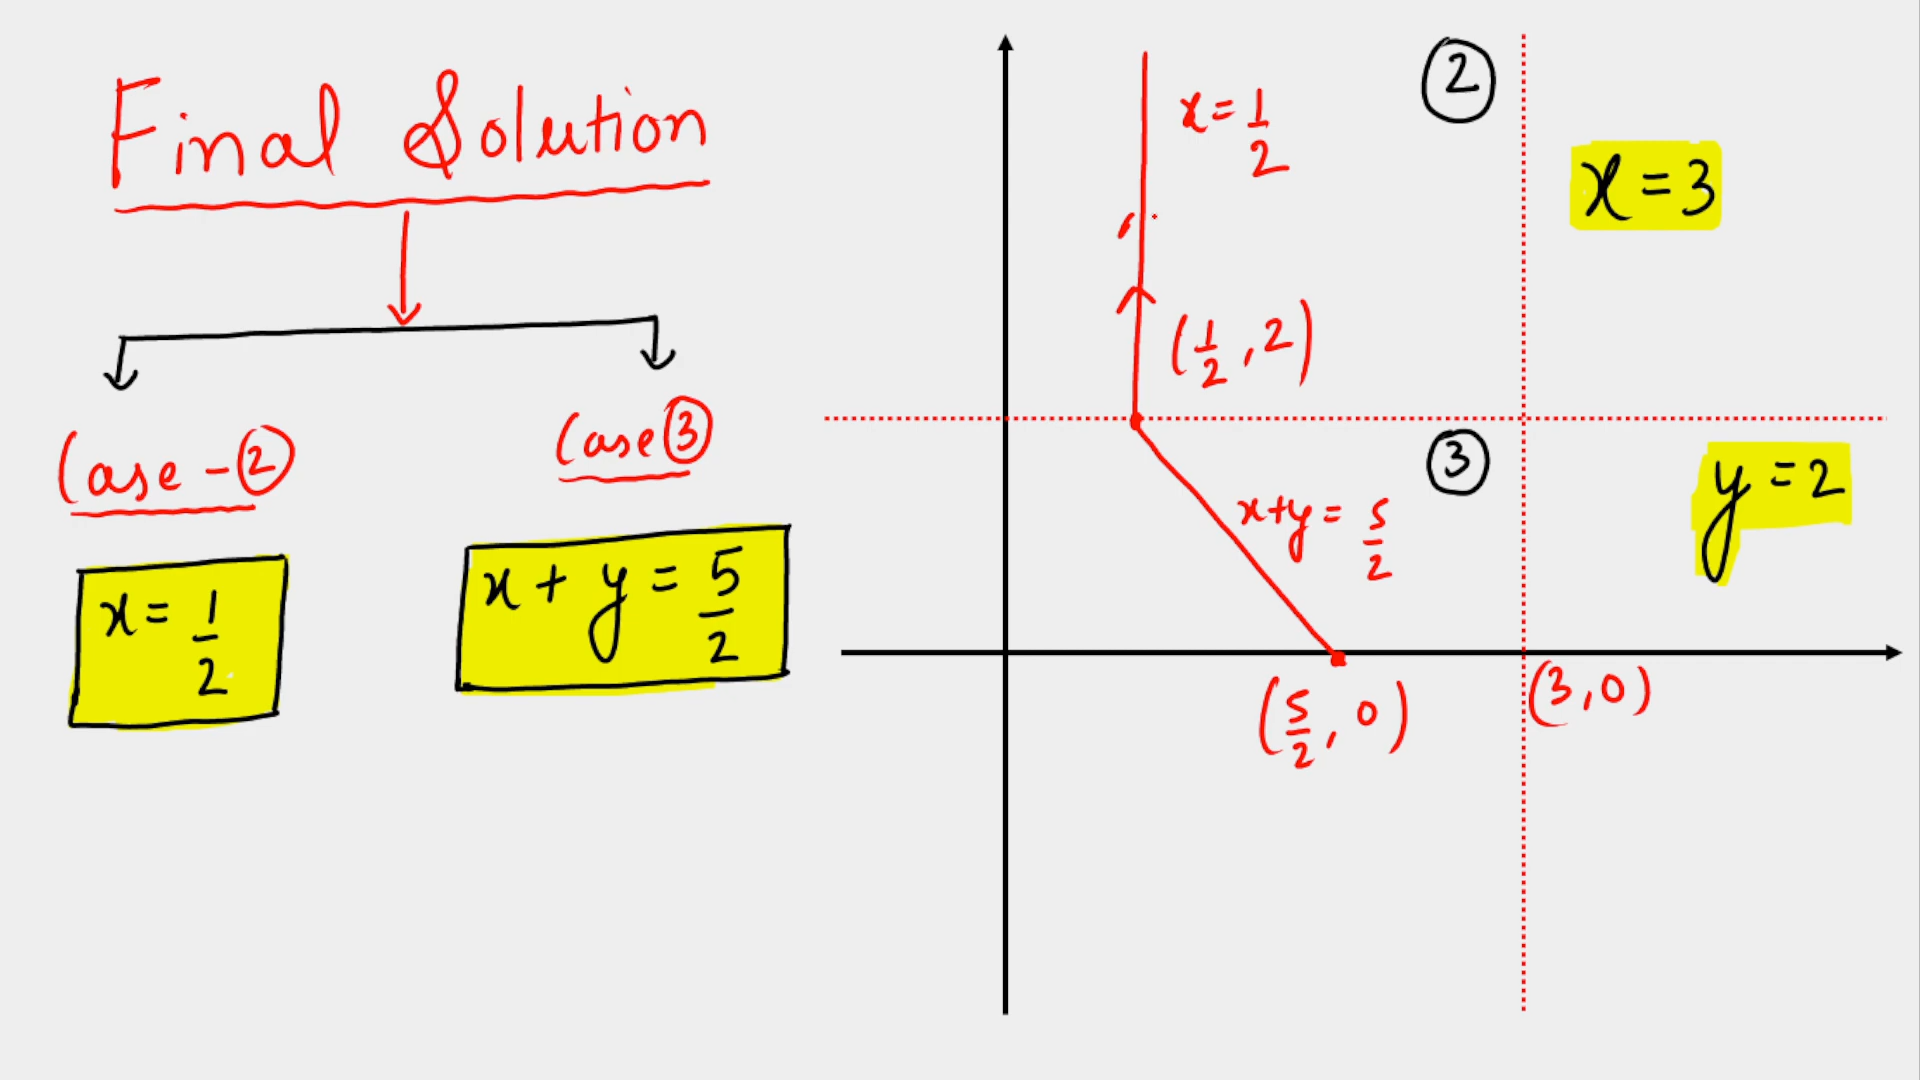 Final Solution
Case - ②
Case ③
x = 1/2
x + y = 5/2
②
x = 1/2
x = 3
(1/2, 2)
③
x+y = 5/2
y = 2
(5/2, 0)
(3, 0)